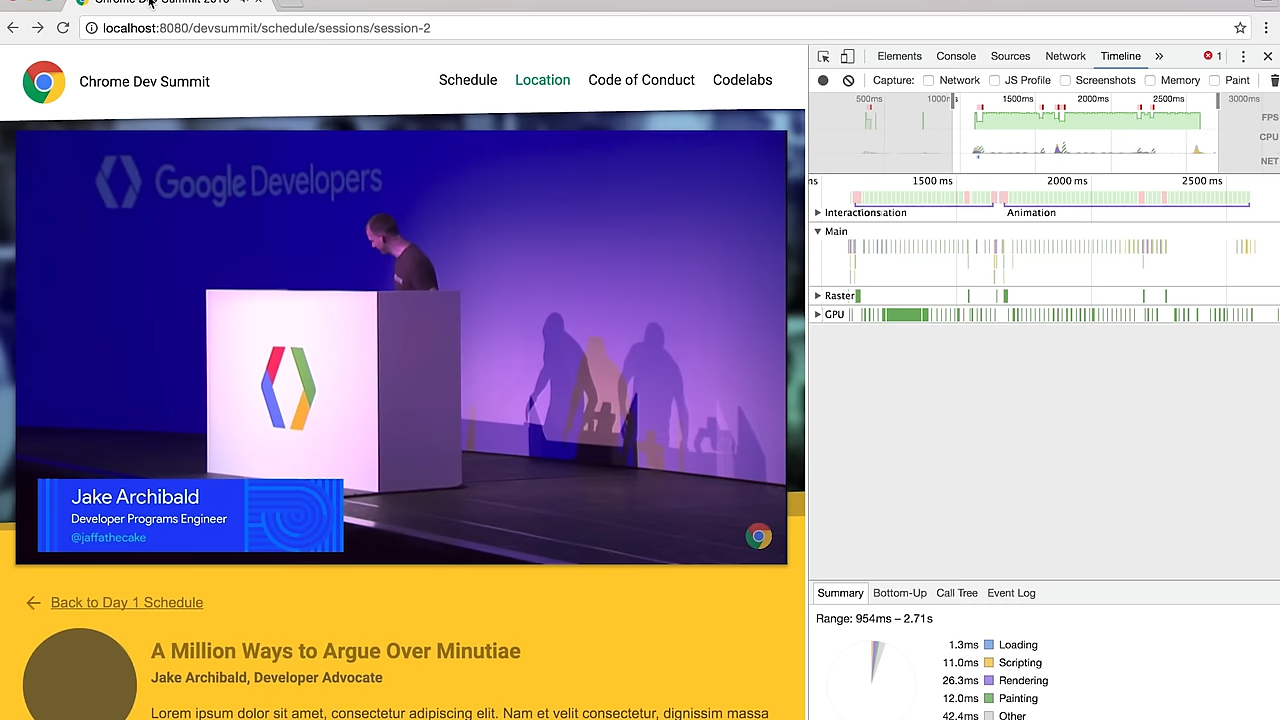 Chrome Dev Summit 2016
localhost:8080/devsummit/schedule/sessions/session-2
Chrome Dev Summit
Schedule
Location
Code of Conduct
Codelabs
Google Developers
Jake Archibald
Developer Programs Engineer
@jaffathecake
Back to Day 1 Schedule
A Million Ways to Argue Over Minutiae
Jake Archibald, Developer Advocate
Lorem ipsum dolor sit amet, consectetur adipiscing elit. Nam et velit consectetur, dignissim massa
Elements Console Sources Network Timeline » 1
Capture: Network JS Profile Screenshots Memory Paint
500ms 1500ms 2000ms 2500ms 3000ms
FPS
CPU
NET
1500 ms 2000 ms 2500 ms
Interactions Animation
Main
Raster
GPU
Summary Bottom-Up Call Tree Event Log
Range: 954ms – 2.71s
1.3ms Loading
11.0ms Scripting
26.3ms Rendering
12.0ms Painting
42.4ms Other